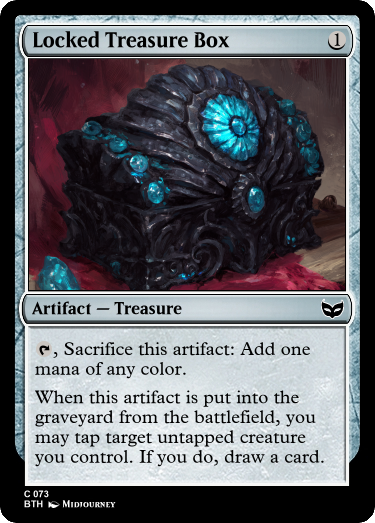 Locked Treasure Box 1
Artifact — Treasure
, Sacrifice this artifact: Add one
mana of any color.
When this artifact is put into the
graveyard from the battlefield, you
may tap target untapped creature
you control. If you do, draw a card.
C 073
BTH Midjourney